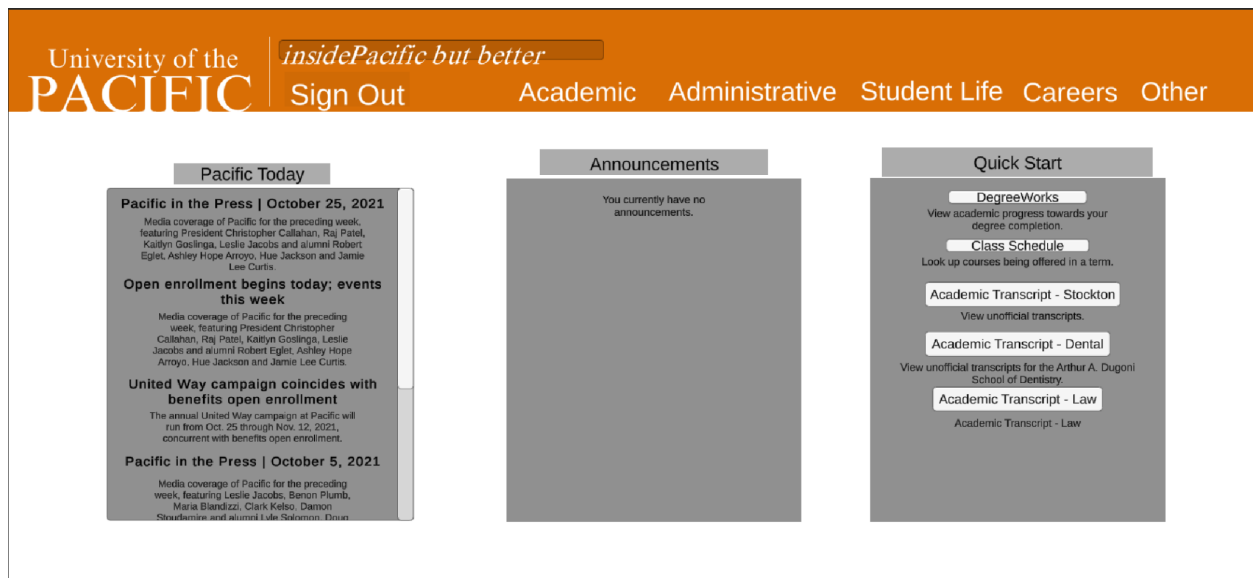 University of the
PACIFIC
insidePacific but better
Sign Out
Academic
Administrative
Student Life
Careers
Other
Pacific Today
Pacific in the Press | October 25, 2021
Media coverage of Pacific for the preceding week,
featuring President Christopher Callahan, Raj Patel,
Kaitlyn Goslinga, Leslie Jacobs and alumni Robert
Eglet, Ashley Hope Arroyo, Hue Jackson and Jamie
Lee Curtis.
Open enrollment begins today; events
this week
Media coverage of Pacific for the preceding
week, featuring President Christopher
Callahan, Raj Patel, Kaitlyn Goslinga, Leslie
Jacobs and alumni Robert Eglet, Ashley Hope
Arroyo, Hue Jackson and Jamie Lee Curtis.
United Way campaign coincides with
benefits open enrollment
The annual United Way campaign at Pacific will
run from Oct. 25 through Nov. 12, 2021,
concurrent with benefits open enrollment.
Pacific in the Press | October 5, 2021
Media coverage of Pacific for the preceding
week, featuring Leslie Jacobs, Benon Plumb,
Maria Blandizzi, Clark Kelso, Damon
Stoudamire and alumni Lyle Solomon, Doug
Announcements
You currently have no
announcements.
Quick Start
DegreeWorks
View academic progress towards your
degree completion.
Class Schedule
Look up courses being offered in a term.
Academic Transcript - Stockton
View unofficial transcripts.
Academic Transcript - Dental
View unofficial transcripts for the Arthur A. Dugoni
School of Dentistry.
Academic Transcript - Law
Academic Transcript - Law